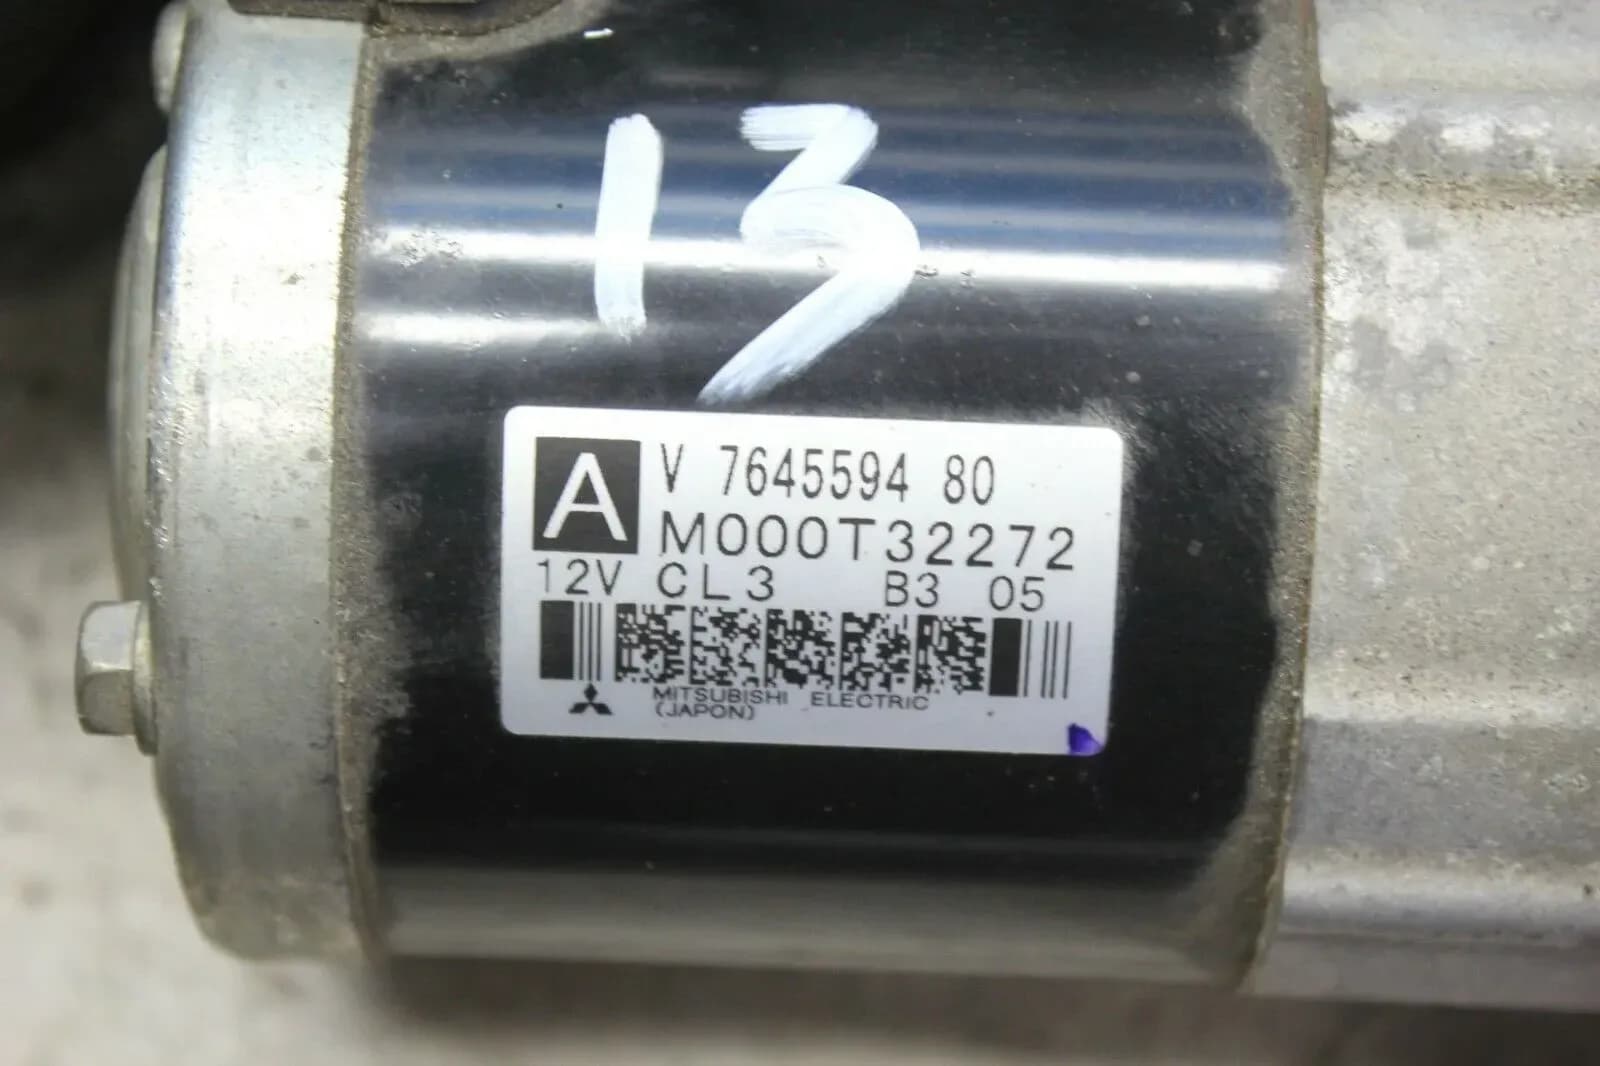 13
A
V 7645594 80
M000T32272
12V CL3 B3 05
MITSUBISHI ELECTRIC
(JAPON)